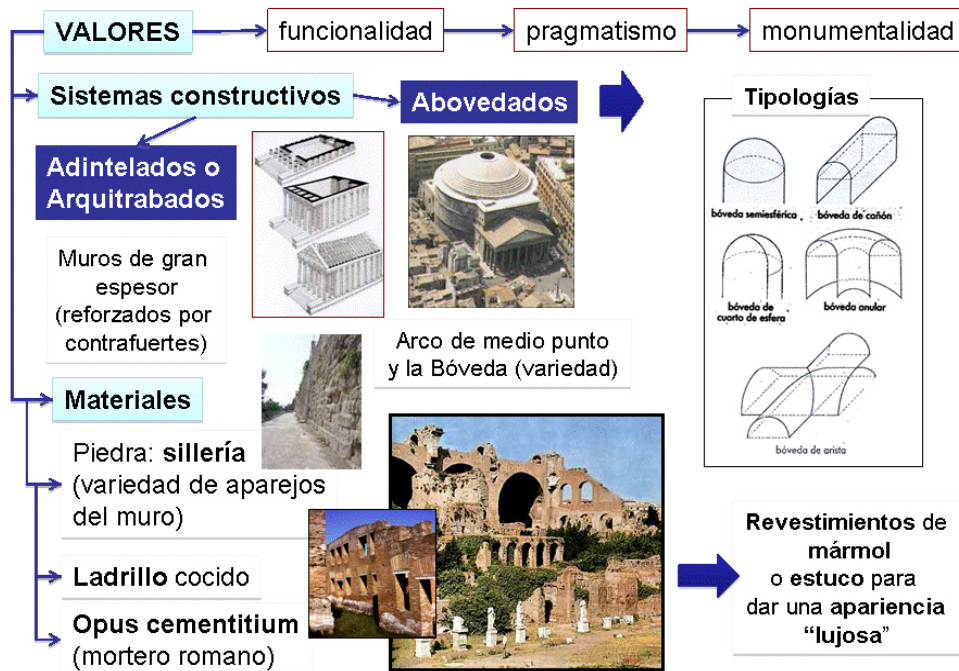 VALORES
funcionalidad
pragmatismo
monumentalidad
Sistemas constructivos
Abovedados
Tipologías
Adintelados o
Arquitrabados
bóveda semiesférica
bóveda de cañón
Muros de gran
espesor
(reforzados por
contrafuertes)
bóveda de
cuarto de esfera
bóveda anular
Arco de medio punto
y la Bóveda (variedad)
bóveda de arista
Materiales
Piedra: sillería
(variedad de aparejos
del muro)
Ladrillo cocido
Opus cementitium
(mortero romano)
Revestimientos de
mármol
o estuco para
dar una apariencia
“lujosa”